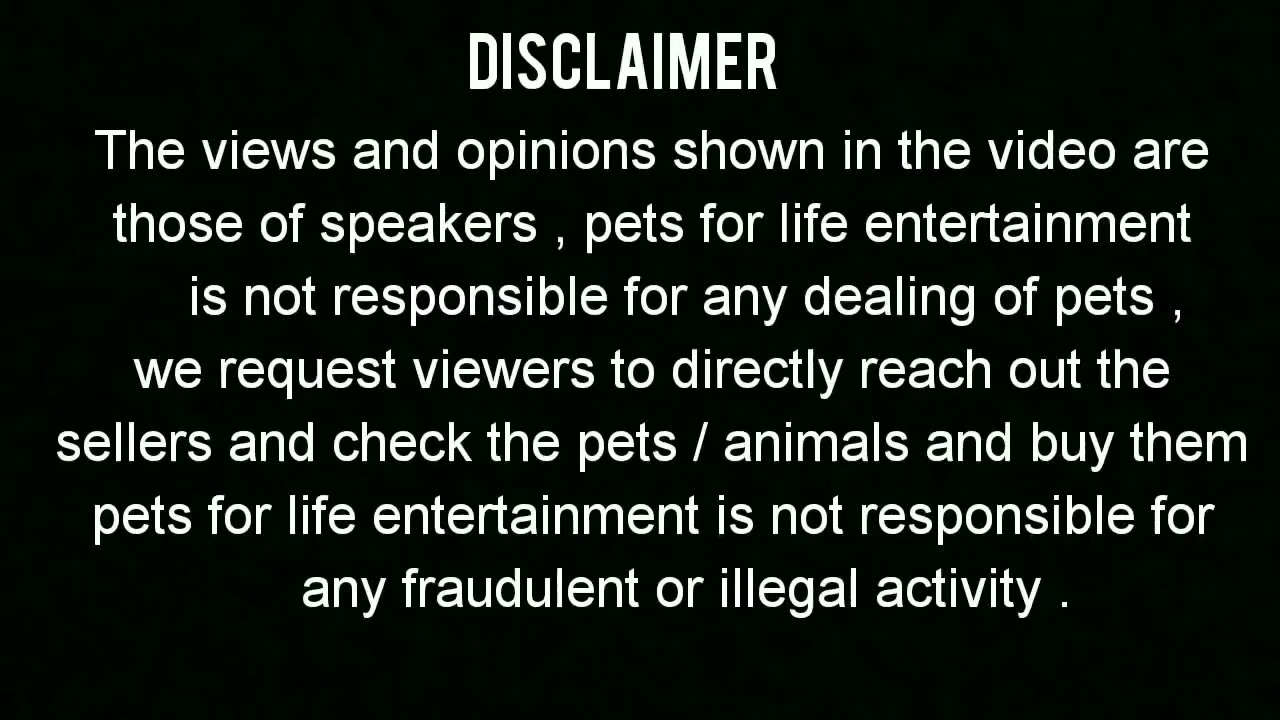 DISCLAIMER
The views and opinions shown in the video are
those of speakers , pets for life entertainment
is not responsible for any dealing of pets ,
we request viewers to directly reach out the
sellers and check the pets / animals and buy them
pets for life entertainment is not responsible for
any fraudulent or illegal activity .